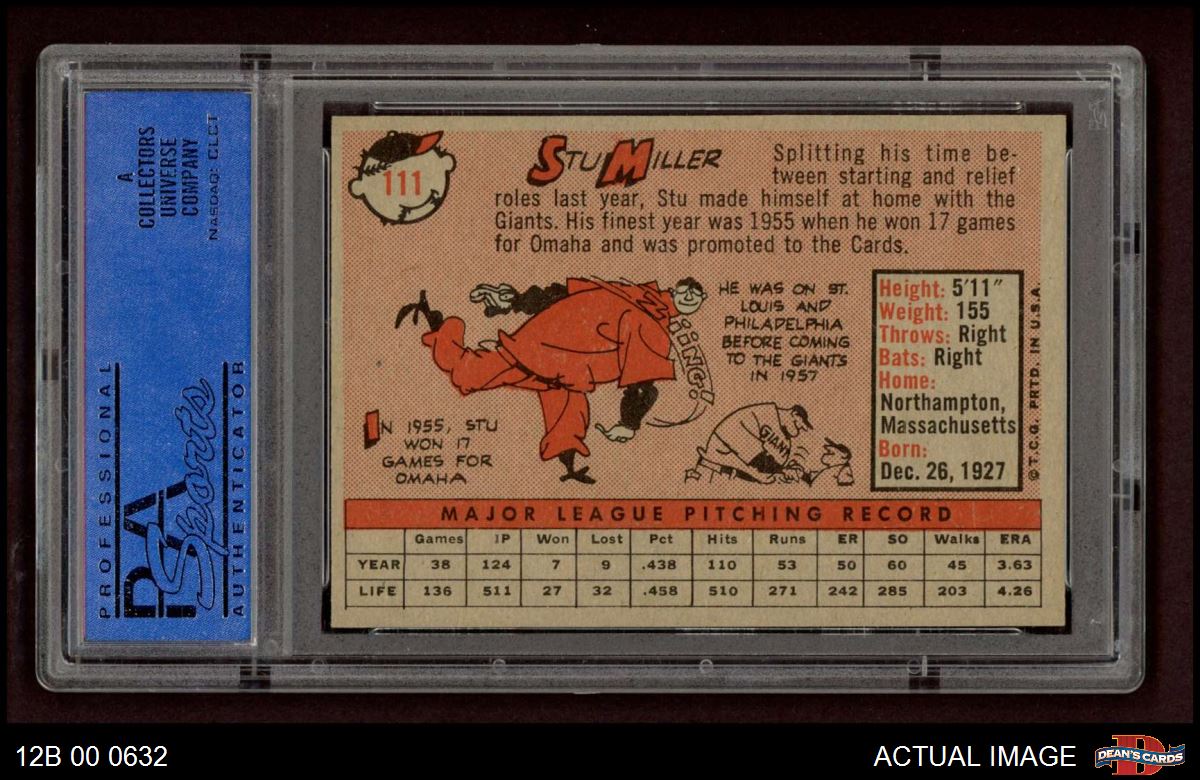 A
COLLECTORS
UNIVERSE
COMPANY
NASDAQ: CLCT
PROFESSIONAL
PSA
Sports
AUTHENTICATOR
111
STU MILLER
Splitting his time be-
tween starting and relief
roles last year, Stu made himself at home with the
Giants. His finest year was 1955 when he won 17 games
for Omaha and was promoted to the Cards.
HE WAS ON ST.
LOUIS AND
PHILADELPHIA
BEFORE COMING
TO THE GIANTS
IN 1957
ZIING!
GIANT
IN 1955, STU
WON 17
GAMES FOR
OMAHA
Height: 5'11"
Weight: 155
Throws: Right
Bats: Right
Home:
Northampton,
Massachusetts
Born:
Dec. 26, 1927
© T.C.G. PRTD. IN U.S.A.
MAJOR LEAGUE PITCHING RECORD
Games IP Won Lost Pct Hits Runs ER SO Walks ERA
YEAR 38 124 7 9 .438 110 53 50 60 45 3.63
LIFE 136 511 27 32 .458 510 271 242 285 203 4.26
12B 00 0632
ACTUAL IMAGE
DEAN'S CARDS